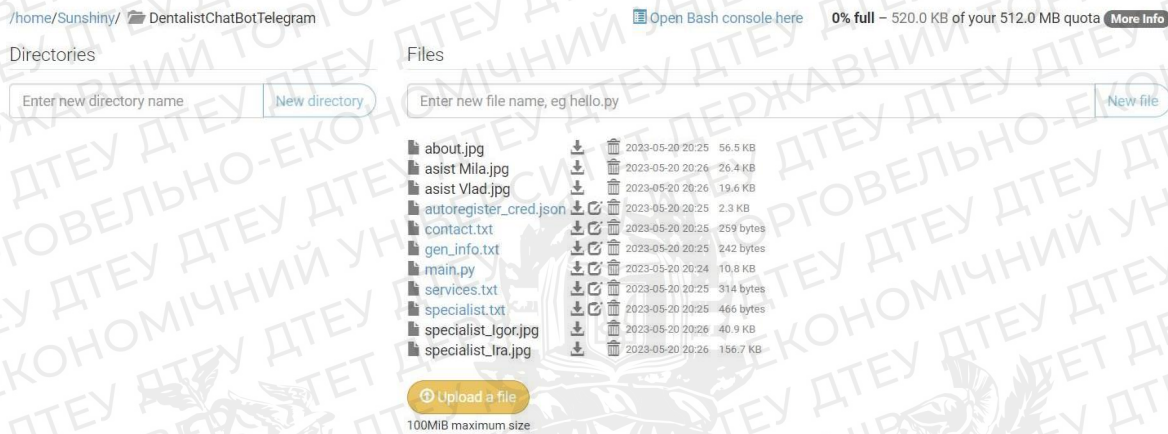 /home/Sunshiny/ DentalistChatBotTelegram
Open Bash console here 0% full – 520.0 KB of your 512.0 MB quota More Info
Directories
Enter new directory name New directory
Files
Enter new file name, eg hello.py New file
about.jpg 2023-05-20 20:25 56.5 KB
asist Mila.jpg 2023-05-20 20:26 26.4 KB
asist Vlad.jpg 2023-05-20 20:26 19.6 KB
autoregister_cred.json 2023-05-20 20:25 2.3 KB
contact.txt 2023-05-20 20:25 259 bytes
gen_info.txt 2023-05-20 20:25 242 bytes
main.py 2023-05-20 20:24 10.8 KB
services.txt 2023-05-20 20:25 314 bytes
specialist.txt 2023-05-20 20:25 466 bytes
specialist_Igor.jpg 2023-05-20 20:26 40.9 KB
specialist_Ira.jpg 2023-05-20 20:26 156.7 KB
Upload a file
100MiB maximum size